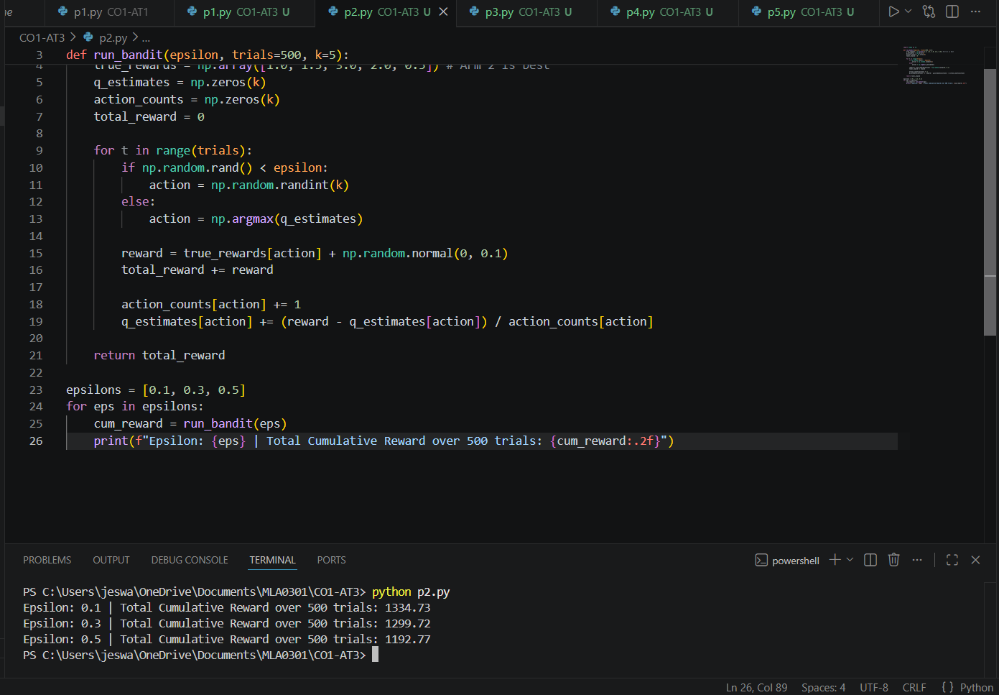 ne p1.py CO1-AT1 p1.py CO1-AT3 U p2.py CO1-AT3 U p3.py CO1-AT3 U p4.py CO1-AT3 U p5.py CO1-AT3 U
CO1-AT3 > p2.py > ...
3 def run_bandit(epsilon, trials=500, k=5):
4 true_rewards = np.array([1.0, 1.5, 3.0, 2.0, 0.5]) # Arm 2 is best
5 q_estimates = np.zeros(k)
6 action_counts = np.zeros(k)
7 total_reward = 0
8
9 for t in range(trials):
10 if np.random.rand() < epsilon:
11 action = np.random.randint(k)
12 else:
13 action = np.argmax(q_estimates)
14
15 reward = true_rewards[action] + np.random.normal(0, 0.1)
16 total_reward += reward
17
18 action_counts[action] += 1
19 q_estimates[action] += (reward - q_estimates[action]) / action_counts[action]
20
21 return total_reward
22
23 epsilons = [0.1, 0.3, 0.5]
24 for eps in epsilons:
25 cum_reward = run_bandit(eps)
26 print(f"Epsilon: {eps} | Total Cumulative Reward over 500 trials: {cum_reward:.2f}")
PROBLEMS OUTPUT DEBUG CONSOLE TERMINAL PORTS powershell
PS C:\Users\jeswa\OneDrive\Documents\MLA0301\CO1-AT3> python p2.py
Epsilon: 0.1 | Total Cumulative Reward over 500 trials: 1334.73
Epsilon: 0.3 | Total Cumulative Reward over 500 trials: 1299.72
Epsilon: 0.5 | Total Cumulative Reward over 500 trials: 1192.77
PS C:\Users\jeswa\OneDrive\Documents\MLA0301\CO1-AT3>
Ln 26, Col 89 Spaces: 4 UTF-8 CRLF { } Python